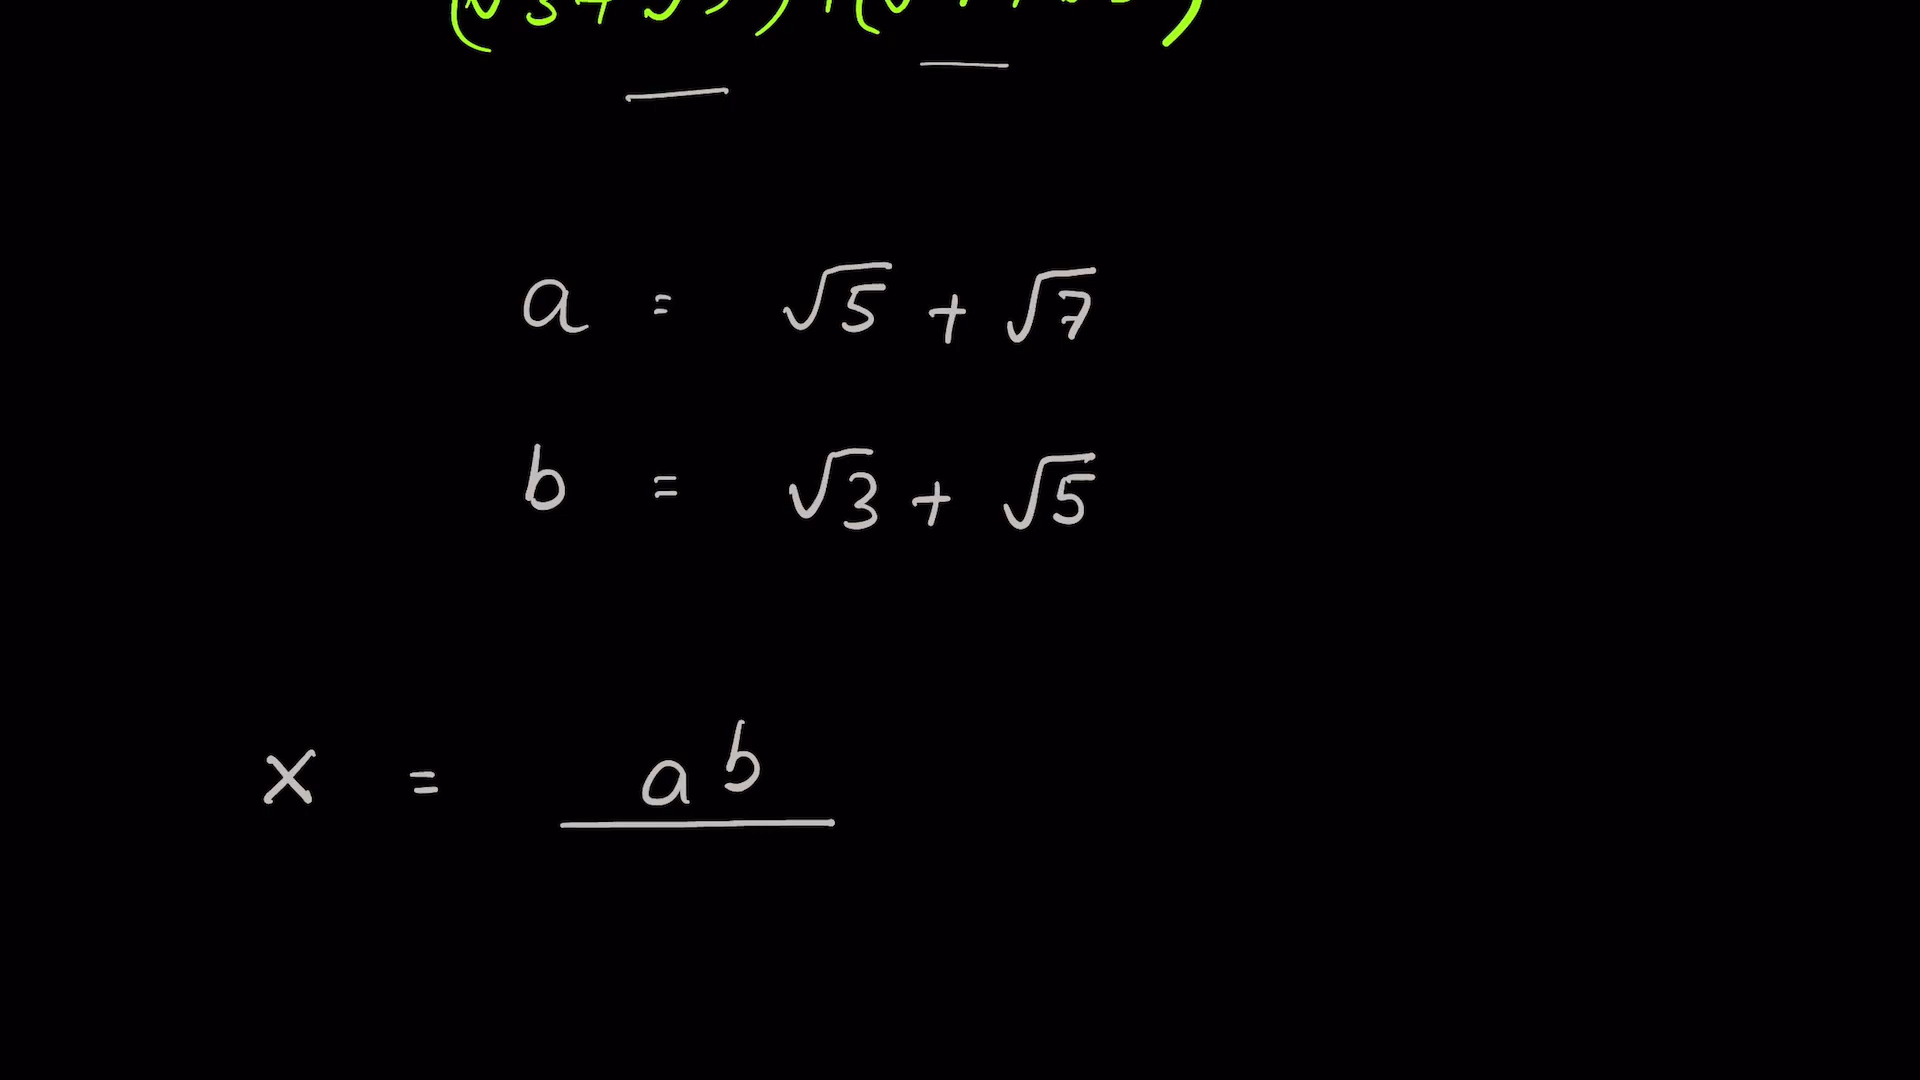 a = √5 + √7
b = √3 + √5
x = ab